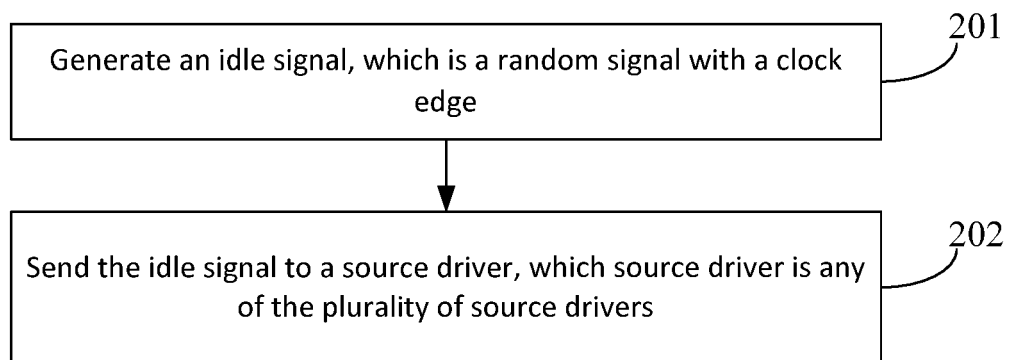 201
Generate an idle signal, which is a random signal with a clock
edge
202
Send the idle signal to a source driver, which source driver is any
of the plurality of source drivers